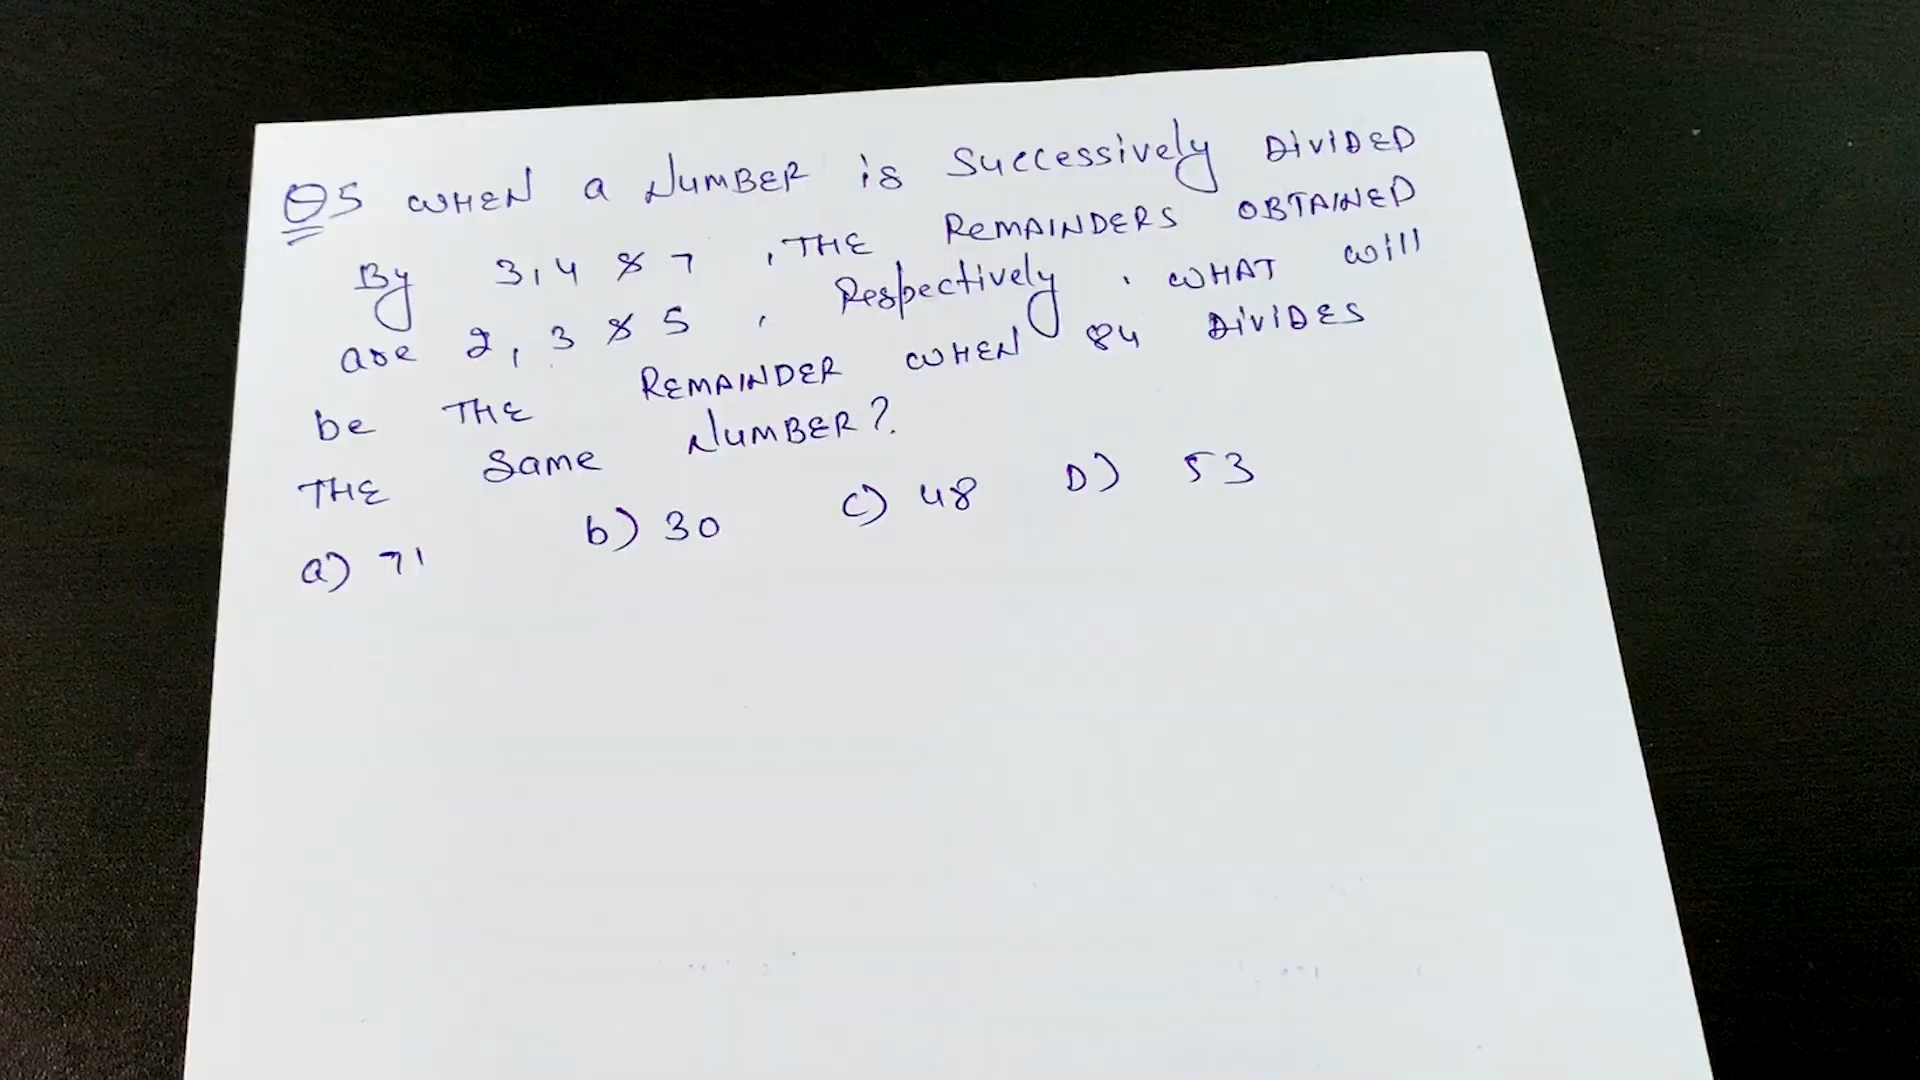 Q5 WHEN a NUMBER is Successively DiViDED
By 3,4 & 7 , THE REMAINDERS OBTAINED
are 2, 3 & 5 , Respectively . WHAT will
be THE REMAINDER WHEN 84 DiViDES
THE Same NUMBER?
a) 71 b) 30 c) 48 D) 53